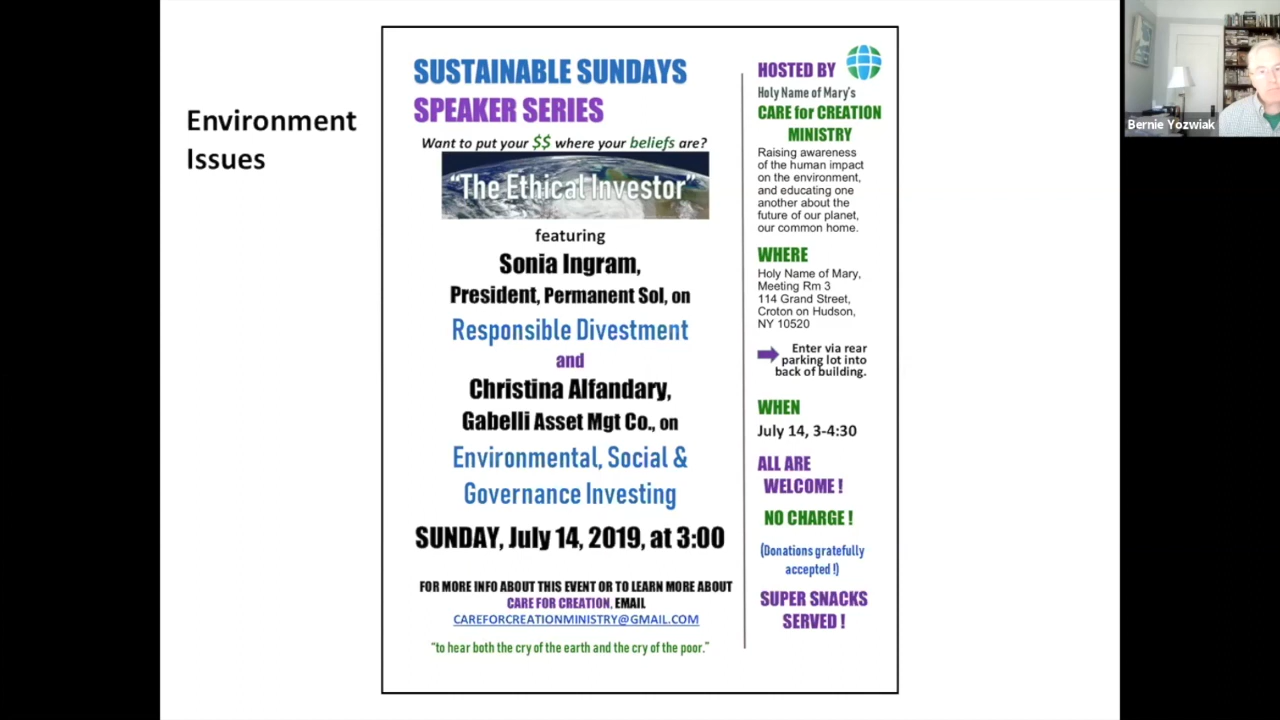 Environment
Issues
SUSTAINABLE SUNDAYS
SPEAKER SERIES
Want to put your $$ where your beliefs are?
“The Ethical Investor”
featuring
Sonia Ingram,
President, Permanent Sol, on
Responsible Divestment
and
Christina Alfandary,
Gabelli Asset Mgt Co., on
Environmental, Social &
Governance Investing
SUNDAY, July 14, 2019, at 3:00
FOR MORE INFO ABOUT THIS EVENT OR TO LEARN MORE ABOUT
CARE FOR CREATION, EMAIL
CAREFORCREATIONMINISTRY@GMAIL.COM
“to hear both the cry of the earth and the cry of the poor.”
HOSTED BY
Holy Name of Mary's
CARE for CREATION
MINISTRY
Raising awareness
of the human impact
on the environment,
and educating one
another about the
future of our planet,
our common home.
WHERE
Holy Name of Mary,
Meeting Rm 3
114 Grand Street,
Croton on Hudson,
NY 10520
Enter via rear
parking lot into
back of building.
WHEN
July 14, 3-4:30
ALL ARE
WELCOME !
NO CHARGE !
(Donations gratefully
accepted !)
SUPER SNACKS
SERVED !
Bernie Yozwiak